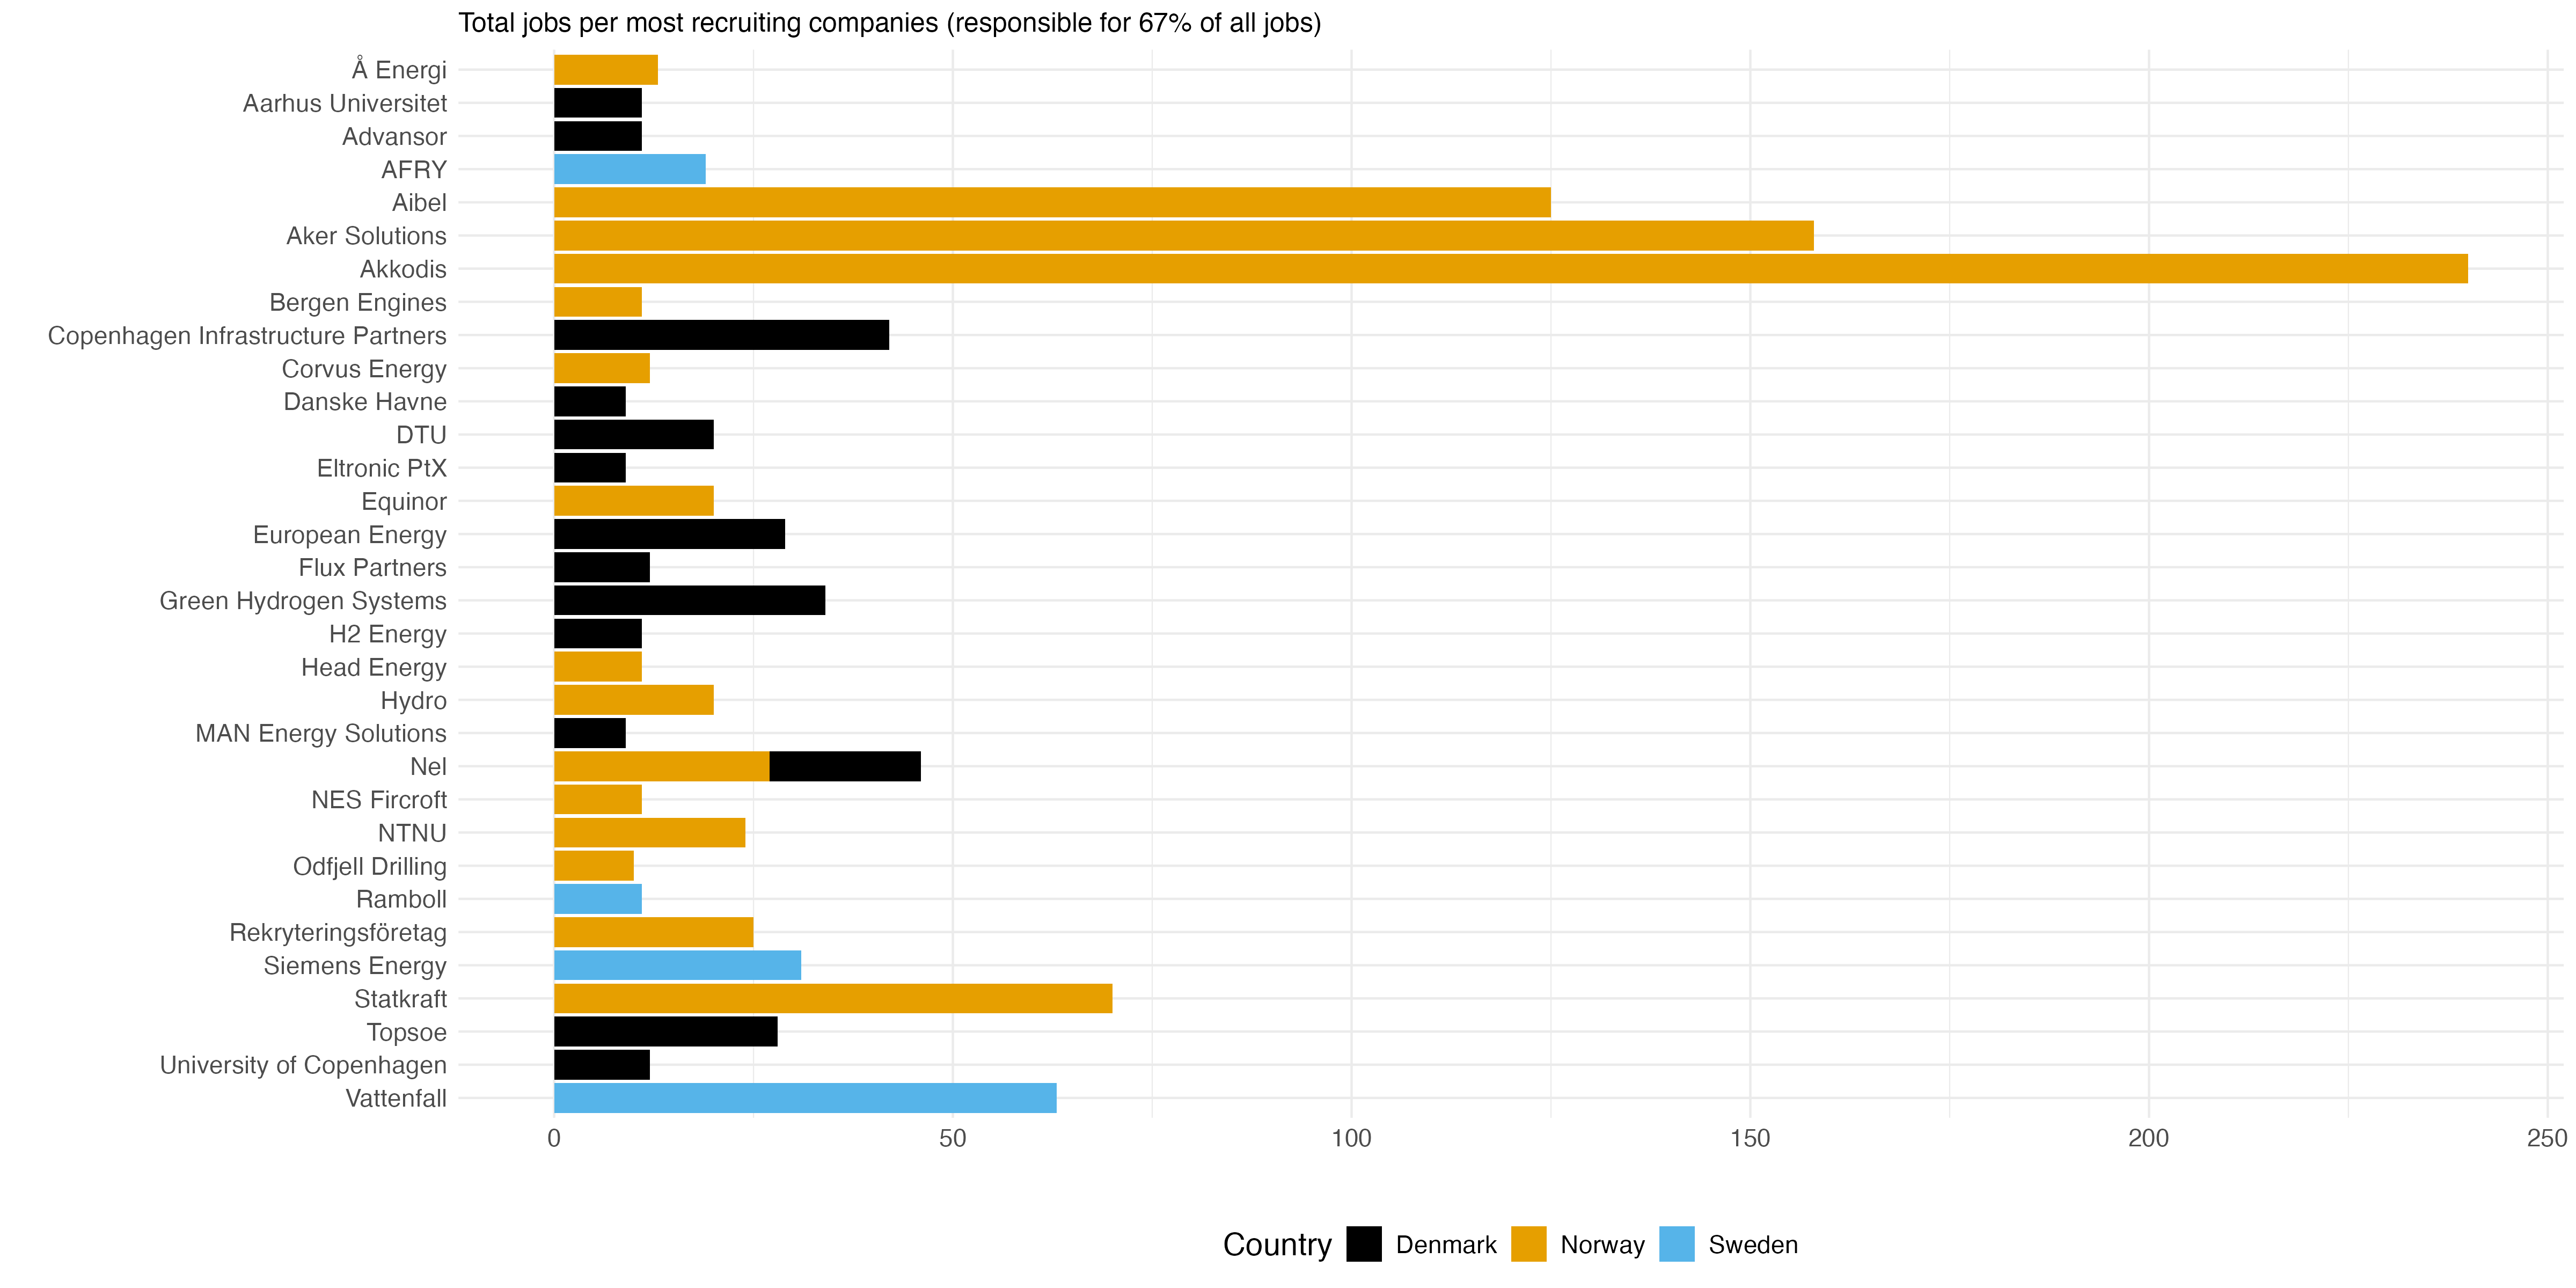 Total jobs per most recruiting companies (responsible for 67% of all jobs)
Å Energi
Aarhus Universitet
Advansor
AFRY
Aibel
Aker Solutions
Akkodis
Bergen Engines
Copenhagen Infrastructure Partners
Corvus Energy
Danske Havne
DTU
Eltronic PtX
Equinor
European Energy
Flux Partners
Green Hydrogen Systems
H2 Energy
Head Energy
Hydro
MAN Energy Solutions
Nel
NES Fircroft
NTNU
Odfjell Drilling
Ramboll
Rekryteringsföretag
Siemens Energy
Statkraft
Topsoe
University of Copenhagen
Vattenfall
0 50 100 150 200 250
Country Denmark Norway Sweden